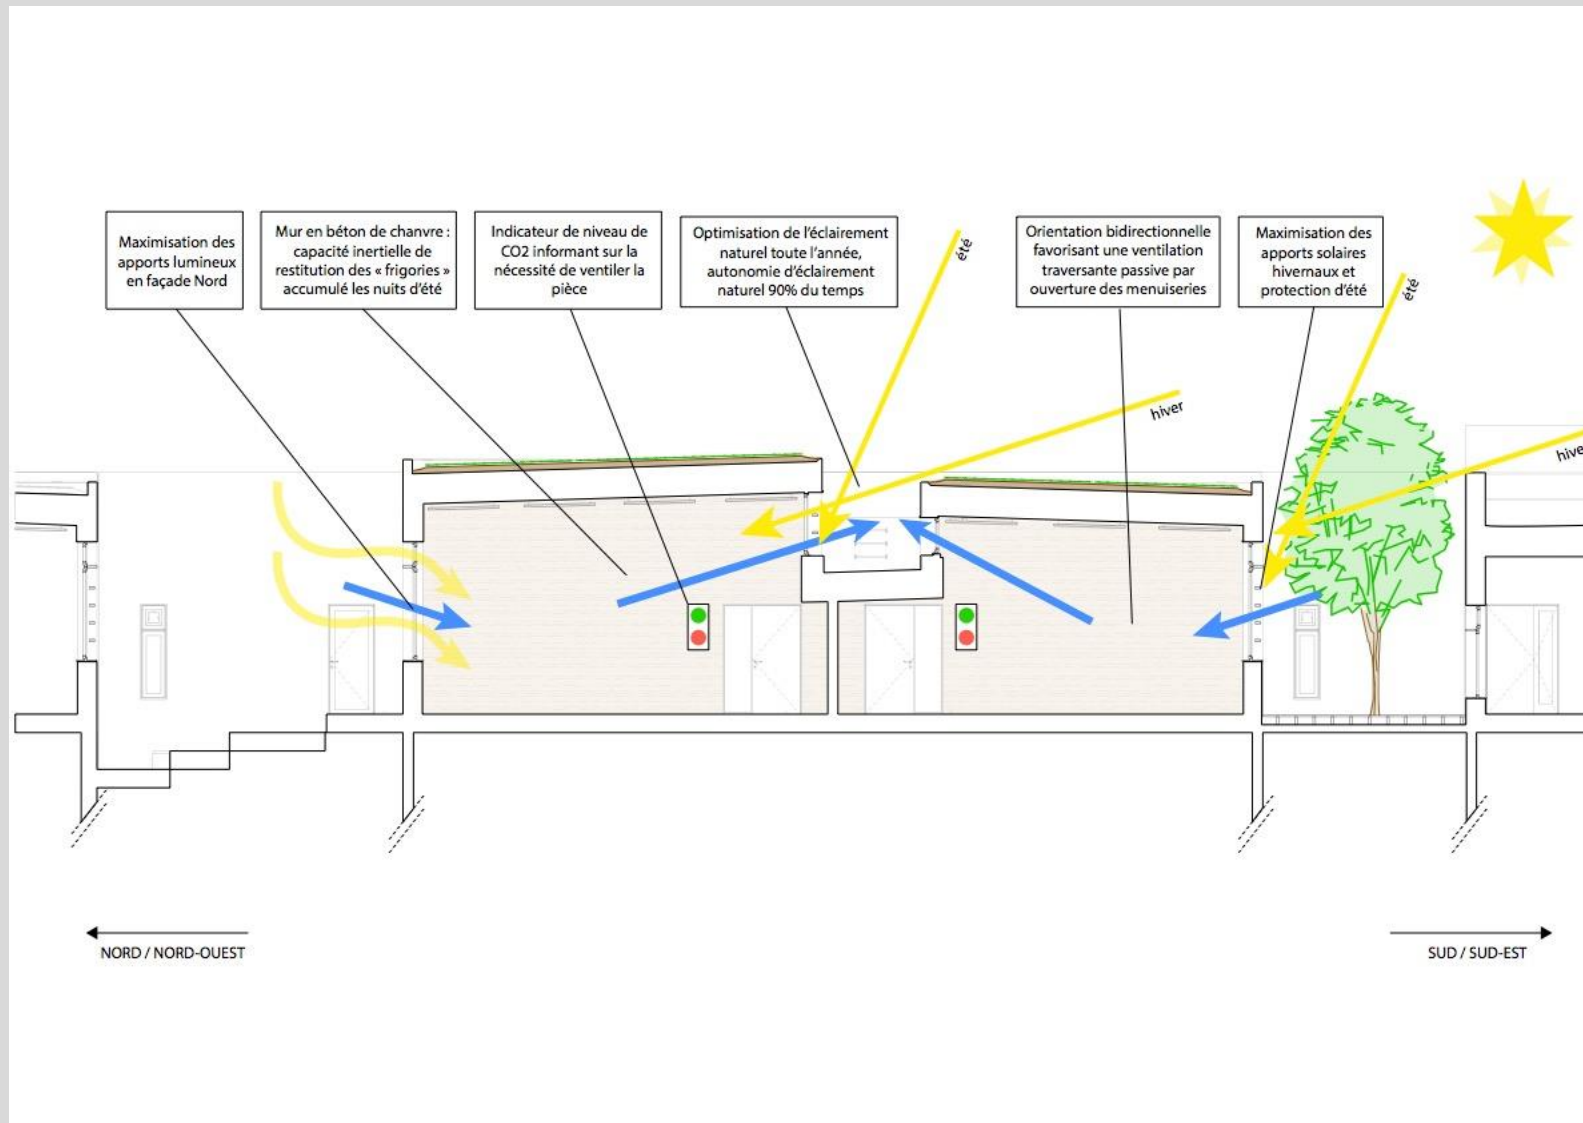 Maximisation des
apports lumineux
en façade Nord
Mur en béton de chanvre :
capacité inertielle de
restitution des « frigories »
accumulé les nuits d'été
Indicateur de niveau de
CO2 informant sur la
nécessité de ventiler la
pièce
Optimisation de l'éclairement
naturel toute l'année,
autonomie d'éclairement
naturel 90% du temps
Orientation bidirectionnelle
favorisant une ventilation
traversante passive par
ouverture des menuiseries
Maximisation des
apports solaires
hivernaux et
protection d'été
été
été
hiver
hive
NORD / NORD-OUEST
SUD / SUD-EST